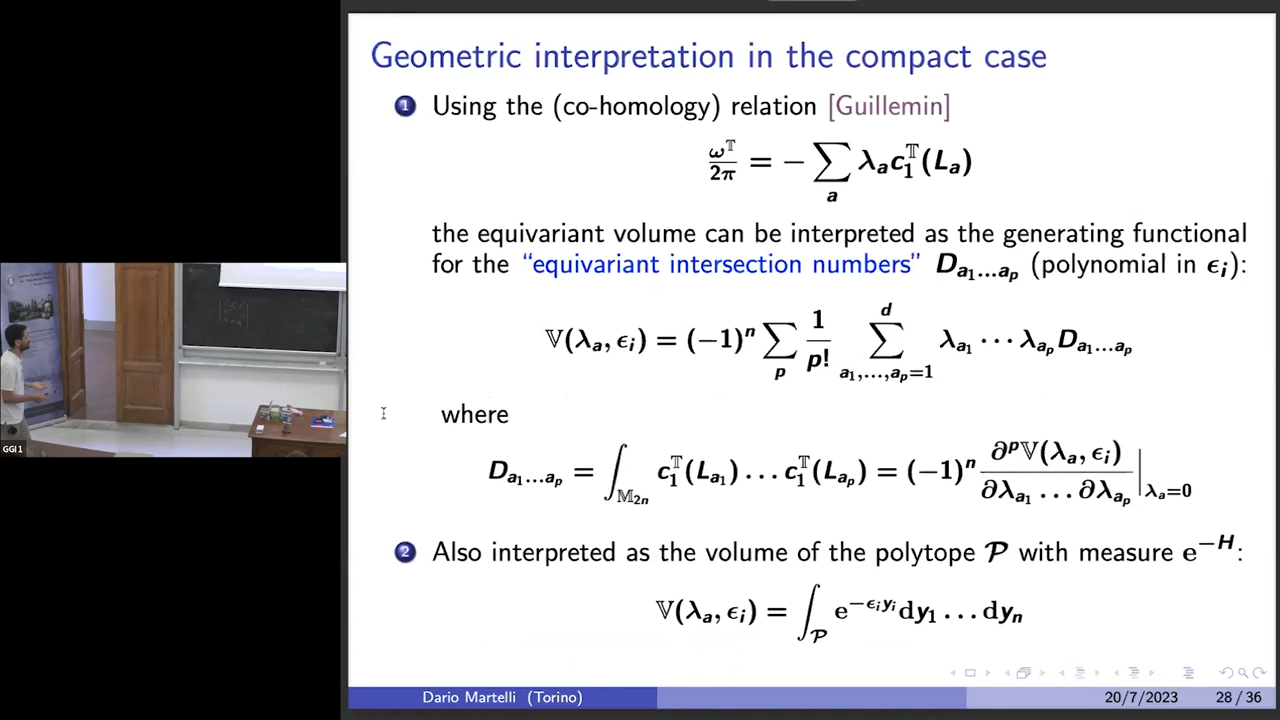 Geometric interpretation in the compact case
1 Using the (co-homology) relation [Guillemin]
ω^𝕋/2π = − ∑_a λ_a c_1^𝕋(L_a)
the equivariant volume can be interpreted as the generating functional
for the “equivariant intersection numbers” D_{a_1...a_p} (polynomial in ϵ_i):
𝕍(λ_a, ϵ_i) = (−1)^n ∑_p 1/p! ∑_{a_1,...,a_p=1}^d λ_{a_1} ··· λ_{a_p} D_{a_1...a_p}
where
D_{a_1...a_p} = ∫_{𝕄_{2n}} c_1^𝕋(L_{a_1}) ... c_1^𝕋(L_{a_p}) = (−1)^n ∂^p 𝕍(λ_a, ϵ_i) / ∂λ_{a_1} ... ∂λ_{a_p} |_{λ_a=0}
2 Also interpreted as the volume of the polytope 𝒫 with measure e^{−H}:
𝕍(λ_a, ϵ_i) = ∫_𝒫 e^{−ϵ_i y_i} dy_1 ... dy_n
Dario Martelli (Torino) 20/7/2023 28 / 36
GGI 1